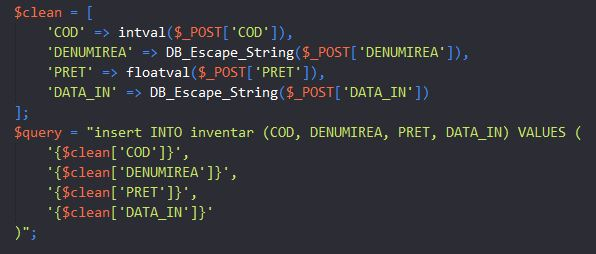 $clean = [
'COD' => intval($_POST['COD']),
'DENUMIREA' => DB_Escape_String($_POST['DENUMIREA']),
'PRET' => floatval($_POST['PRET']),
'DATA_IN' => DB_Escape_String($_POST['DATA_IN'])
];
$query = "insert INTO inventar (COD, DENUMIREA, PRET, DATA_IN) VALUES (
'{$clean['COD']}',
'{$clean['DENUMIREA']}',
'{$clean['PRET']}',
'{$clean['DATA_IN']}'
)";